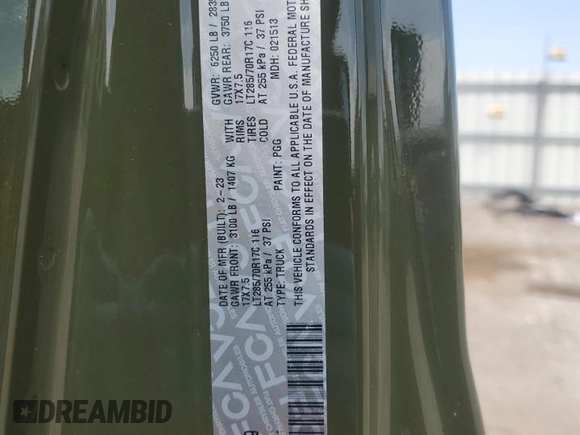 DATE OF MFR (BUILT): 2-23 GVWR: 6250 LB / 283
GAWR FRONT: 3100 LB / 1407 KG WITH GAWR REAR: 3750 LB
17X7.5 RIMS 17X7.5
LT285/70R17C 116 TIRES LT285/70R17C 116
AT 255 kPa / 37 PSI COLD AT 255 kPa / 37 PSI
TYPE: TRUCK PAINT: PGG MDH: 021513
THIS VEHICLE CONFORMS TO ALL APPLICABLE U.S.A. FEDERAL MOT
STANDARDS IN EFFECT ON THE DATE OF MANUFACTURE SH
DREAMBID